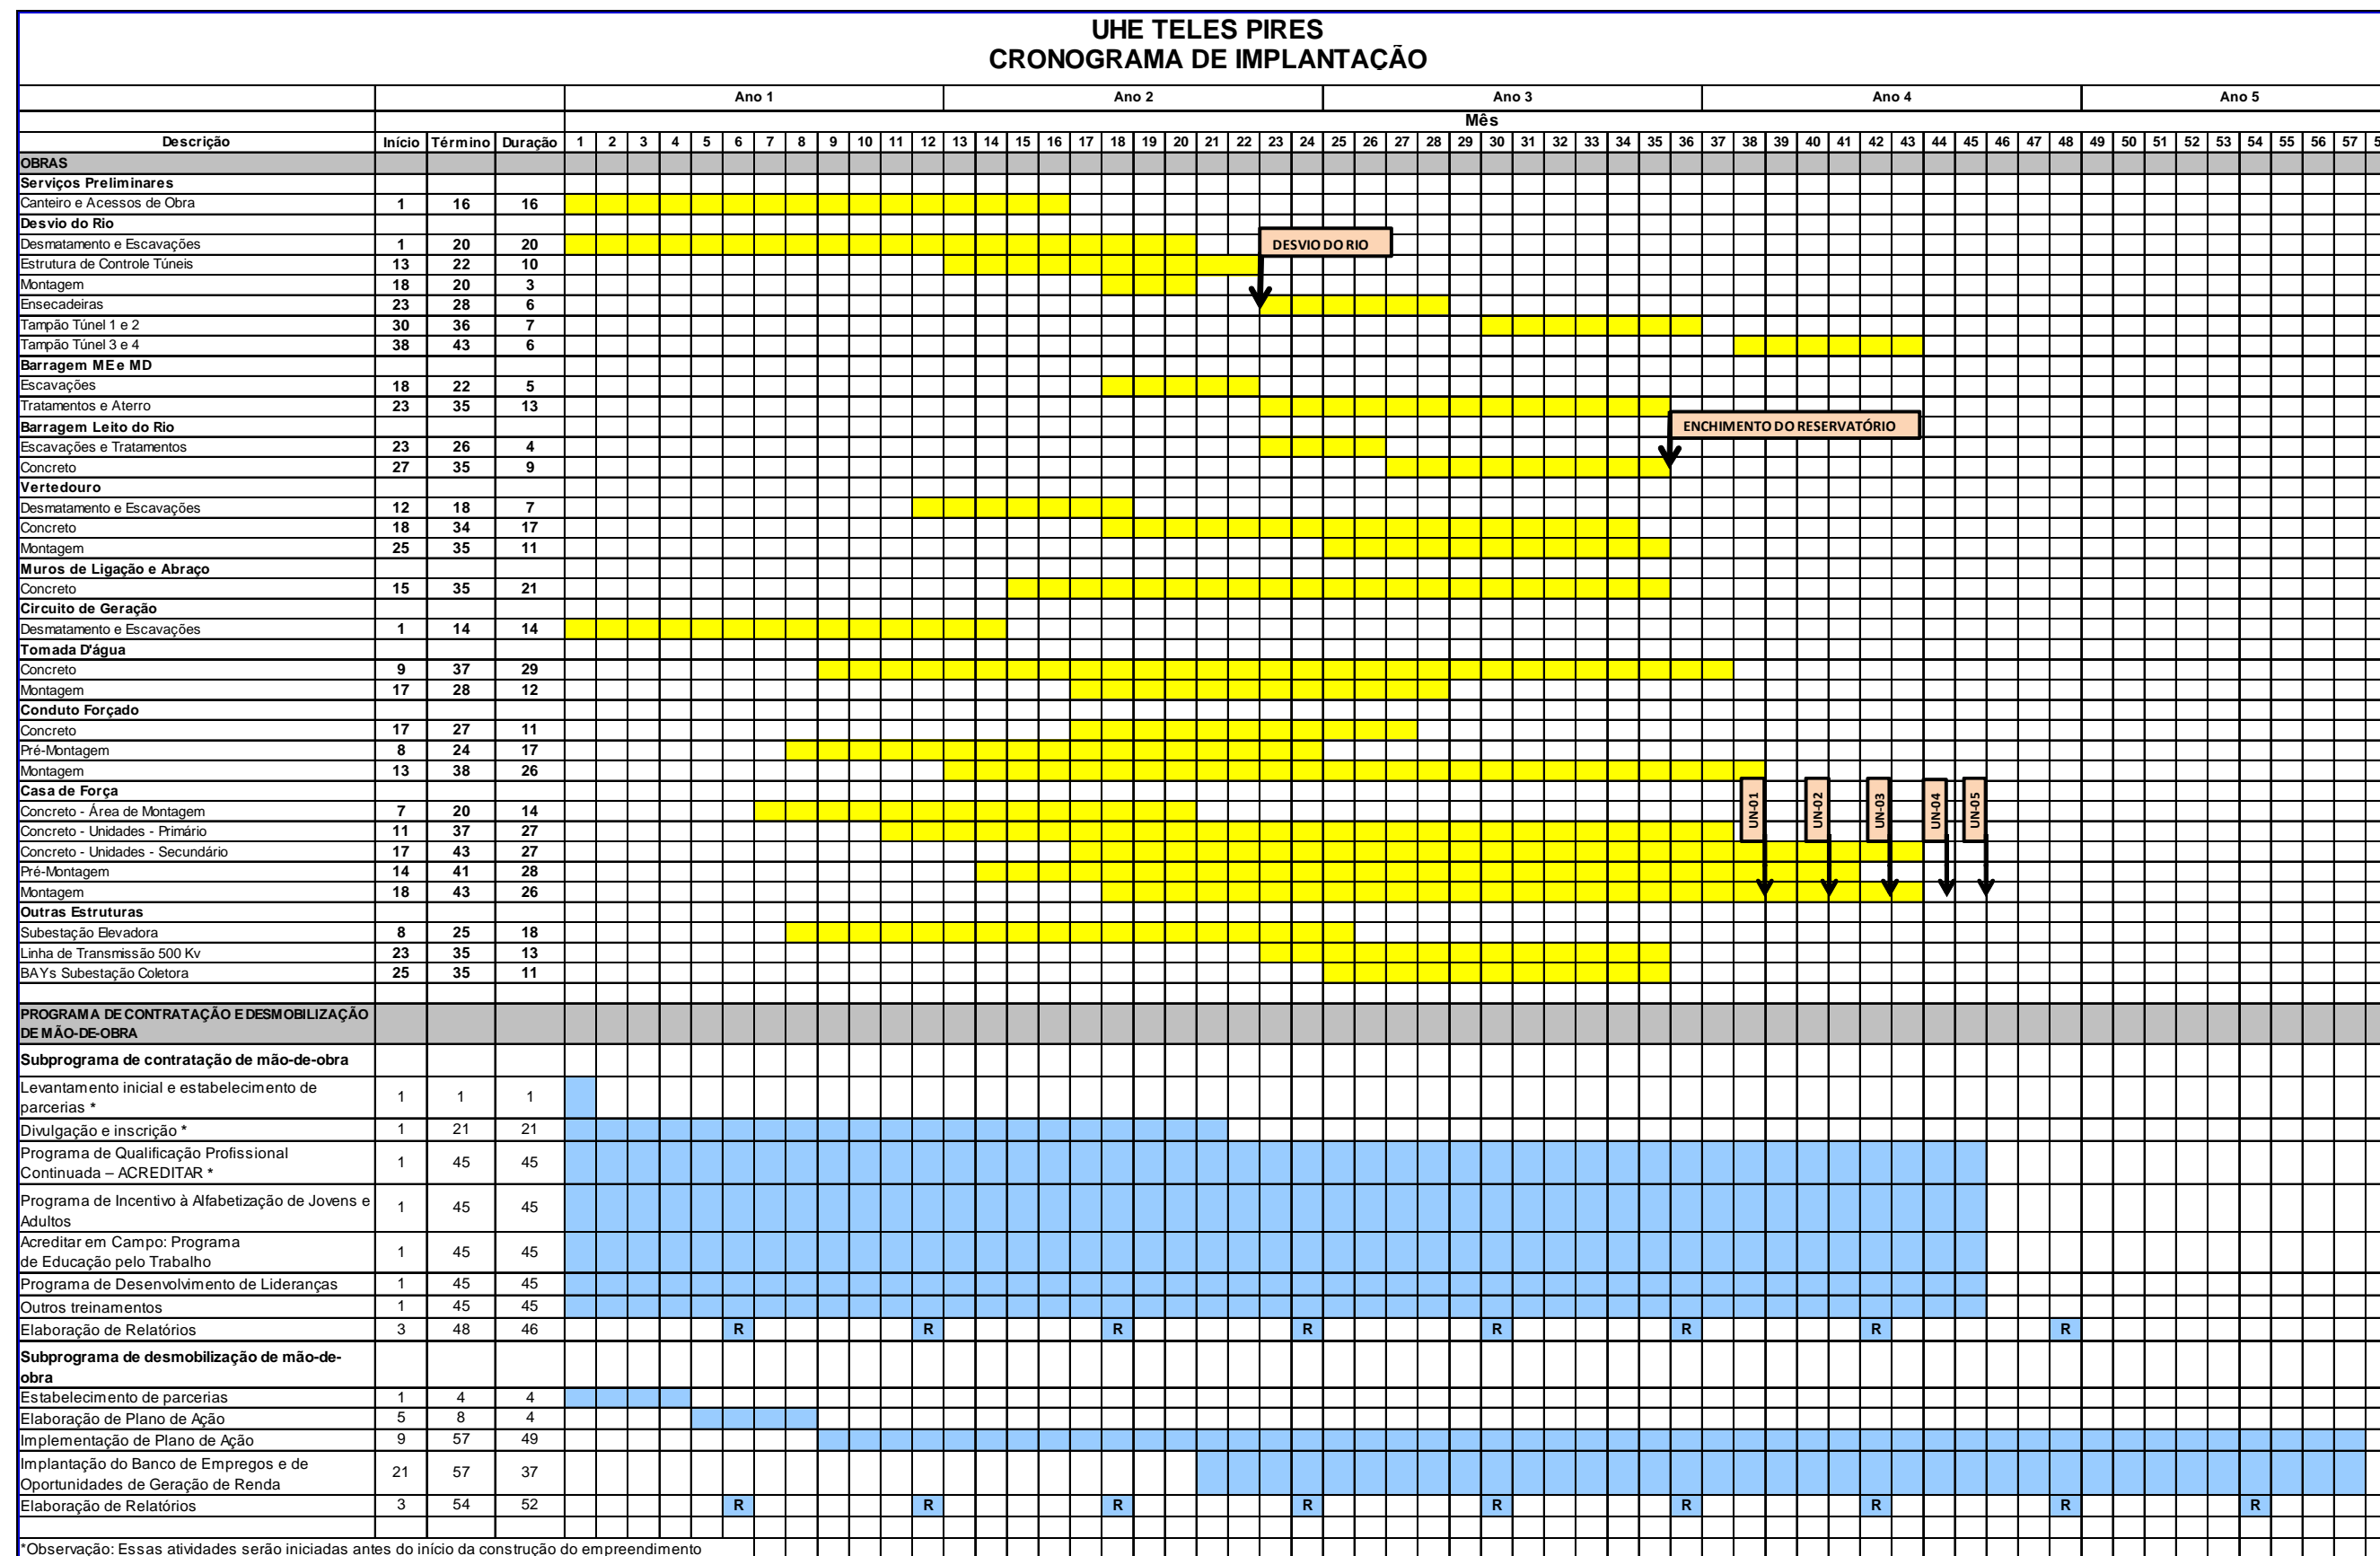 UHE TELES PIRES
CRONOGRAMA DE IMPLANTAÇÃO
Ano 1 Ano 2 Ano 3 Ano 4 Ano 5
Mês
Descrição Início Término Duração 1 2 3 4 5 6 7 8 9 10 11 12 13 14 15 16 17 18 19 20 21 22 23 24 25 26 27 28 29 30 31 32 33 34 35 36 37 38 39 40 41 42 43 44 45 46 47 48 49 50 51 52 53 54 55 56 57
OBRAS
Serviços Preliminares
Canteiro e Acessos de Obra 1 16 16
Desvio do Rio
Desmatamento e Escavações 1 20 20
DESVIO DO RIO
Estrutura de Controle Túneis 13 22 10
Montagem 18 20 3
Ensecadeiras 23 28 6
Tampão Túnel 1 e 2 30 36 7
Tampão Túnel 3 e 4 38 43 6
Barragem ME e MD
Escavações 18 22 5
Tratamentos e Aterro 23 35 13
Barragem Leito do Rio
ENCHIMENTO DO RESERVATÓRIO
Escavações e Tratamentos 23 26 4
Concreto 27 35 9
Vertedouro
Desmatamento e Escavações 12 18 7
Concreto 18 34 17
Montagem 25 35 11
Muros de Ligação e Abraço
Concreto 15 35 21
Circuito de Geração
Desmatamento e Escavações 1 14 14
Tomada D'água
Concreto 9 37 29
Montagem 17 28 12
Conduto Forçado
Concreto 17 27 11
Pré-Montagem 8 24 17
Montagem 13 38 26
Casa de Força
UN-01 UN-02 UN-03 UN-04 UN-05
Concreto - Área de Montagem 7 20 14
Concreto - Unidades - Primário 11 37 27
Concreto - Unidades - Secundário 17 43 27
Pré-Montagem 14 41 28
Montagem 18 43 26
Outras Estruturas
Subestação Elevadora 8 25 18
Linha de Transmissão 500 Kv 23 35 13
BAYs Subestação Coletora 25 35 11
PROGRAMA DE CONTRATAÇÃO E DESMOBILIZAÇÃO
DE MÃO-DE-OBRA
Subprograma de contratação de mão-de-obra
Levantamento inicial e estabelecimento de
parcerias * 1 1 1
Divulgação e inscrição * 1 21 21
Programa de Qualificação Profissional
Continuada – ACREDITAR * 1 45 45
Programa de Incentivo à Alfabetização de Jovens e
Adultos 1 45 45
Acreditar em Campo: Programa
de Educação pelo Trabalho 1 45 45
Programa de Desenvolvimento de Lideranças 1 45 45
Outros treinamentos 1 45 45
Elaboração de Relatórios 3 48 46 R R R R R R R R
Subprograma de desmobilização de mão-de-
obra
Estabelecimento de parcerias 1 4 4
Elaboração de Plano de Ação 5 8 4
Implementação de Plano de Ação 9 57 49
Implantação do Banco de Empregos e de
Oportunidades de Geração de Renda 21 57 37
Elaboração de Relatórios 3 54 52 R R R R R R R R R
*Observação: Essas atividades serão iniciadas antes do início da construção do empreendimento